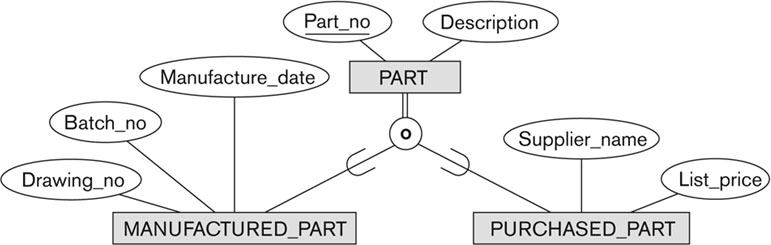 Part_no
Description
Manufacture_date
PART
Batch_no
o
Supplier_name
Drawing_no
List_price
MANUFACTURED_PART
PURCHASED_PART